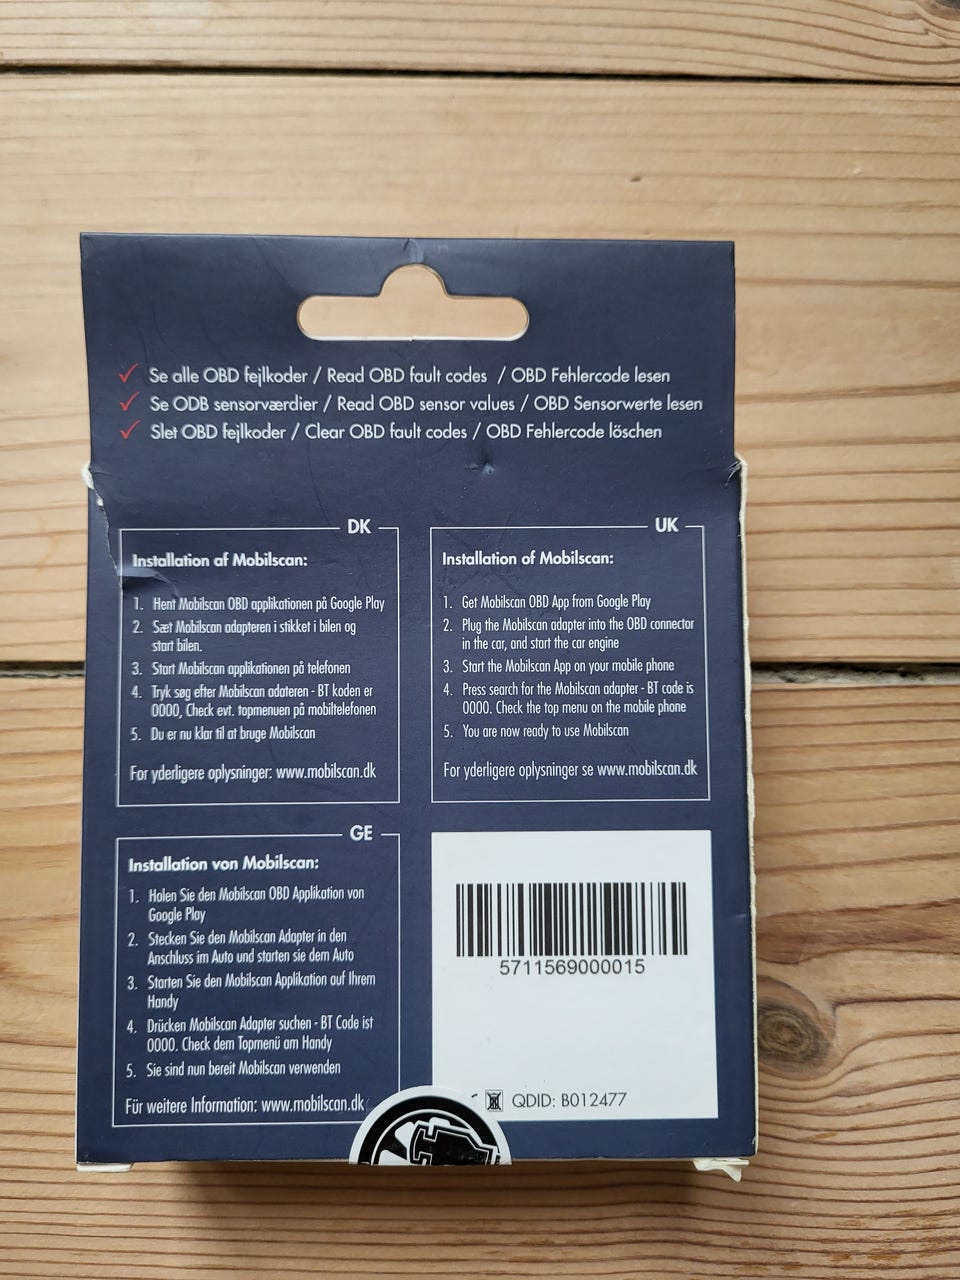 Se alle OBD fejlkoder / Read OBD fault codes / OBD Fehlercode lesen
Se ODB sensorværdier / Read OBD sensor values / OBD Sensorwerte lesen
Slet OBD fejlkoder / Clear OBD fault codes / OBD Fehlercode löschen
DK
Installation af Mobilscan:
1. Hent Mobilscan OBD applikationen på Google Play
2. Sæt Mobilscan adapteren i stikket i bilen og
start bilen.
3. Start Mobilscan applikationen på telefonen
4. Tryk søg efter Mobilscan adateren - BT koden er
0000, Check evt. topmenuen på mobiltelefonen
5. Du er nu klar til at bruge Mobilscan
For yderligere oplysninger: www.mobilscan.dk
UK
Installation of Mobilscan:
1. Get Mobilscan OBD App from Google Play
2. Plug the Mobilscan adapter into the OBD connector
in the car, and start the car engine
3. Start the Mobilscan App on your mobile phone
4. Press search for the Mobilscan adapter - BT code is
0000. Check the top menu on the mobile phone
5. You are now ready to use Mobilscan
For yderligere oplysninger se www.mobilscan.dk
GE
Installation von Mobilscan:
1. Holen Sie den Mobilscan OBD Applikation von
Google Play
2. Stecken Sie den Mobilscan Adapter in den
Anschluss im Auto und starten sie dem Auto
3. Starten Sie den Mobilscan Applikation auf Ihrem
Handy
4. Drücken Mobilscan Adapter suchen - BT Code ist
0000. Check dem Topmenü am Handy
5. Sie sind nun bereit Mobilscan verwenden
Für weitere Information: www.mobilscan.dk
5711569000015
QDID: B012477